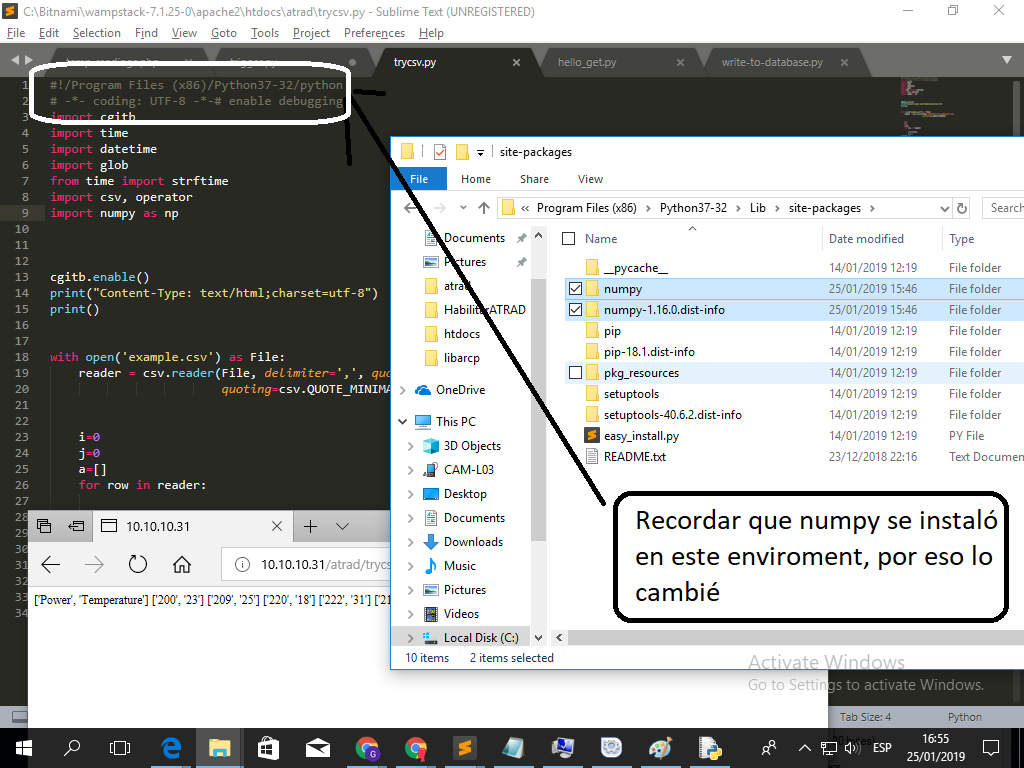 C:\Bitnami\wampstack-7.1.25-0\apache2\htdocs\atrad\trycsv.py - Sublime Text (UNREGISTERED)
File Edit Selection Find View Goto Tools Project Preferences Help
trycsv.py hello_get.py write-to-database.py
1 #!/Program Files (x86)/Python37-32/python
2 # -*- coding: UTF-8 -*-# enable debugging
3 import cgitb
4 import time
5 import datetime
6 import glob
7 from time import strftime
8 import csv, operator
9 import numpy as np
10
11
12
13 cgitb.enable()
14 print("Content-Type: text/html;charset=utf-8")
15 print()
16
17
18 with open('example.csv') as File:
19 reader = csv.reader(File, delimiter=',', quo
20 quoting=csv.QUOTE_MINIMA
21
22
23 i=0
24 j=0
25 a=[]
26 for row in reader:
27
28
29
30
31
32
33
34
site-packages
File Home Share View
« Program Files (x86) Python37-32 Lib site-packages Search
Documents
Pictures
atrad
HabilitarATRAD
htdocs
libarcp
OneDrive
This PC
3D Objects
CAM-L03
Desktop
Documents
Downloads
Music
Pictures
Videos
Local Disk (C:)
Name Date modified Type
__pycache__ 14/01/2019 12:19 File folder
numpy 25/01/2019 15:46 File folder
numpy-1.16.0.dist-info 25/01/2019 15:46 File folder
pip 14/01/2019 12:19 File folder
pip-18.1.dist-info 14/01/2019 12:19 File folder
pkg_resources 14/01/2019 12:19 File folder
setuptools 14/01/2019 12:19 File folder
setuptools-40.6.2.dist-info 14/01/2019 12:19 File folder
easy_install.py 14/01/2019 12:19 PY File
README.txt 23/12/2018 22:16 Text Documen
10 items 2 items selected
Recordar que numpy se instaló
en este enviroment, por eso lo
cambié
10.10.10.31
10.10.10.31/atrad/trycs
['Power', 'Temperature'] ['200', '23'] ['209', '25'] ['220', '18'] ['222', '31'] ['21
Activate Windows
Go to Settings to activate Windows.
Tab Size: 4 Python
ESP
16:55
25/01/2019